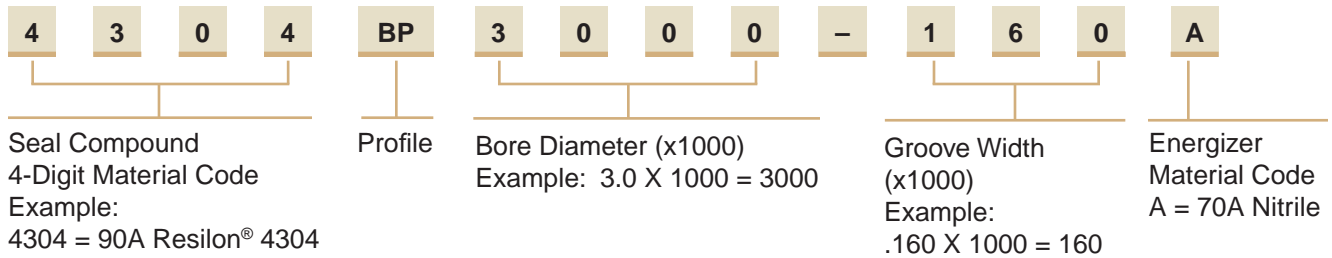 4 3 0 4 BP 3 0 0 0 – 1 6 0 A
Seal Compound
4-Digit Material Code
Example:
4304 = 90A Resilon® 4304
Profile
Bore Diameter (x1000)
Example: 3.0 X 1000 = 3000
Groove Width
(x1000)
Example:
.160 X 1000 = 160
Energizer
Material Code
A = 70A Nitrile